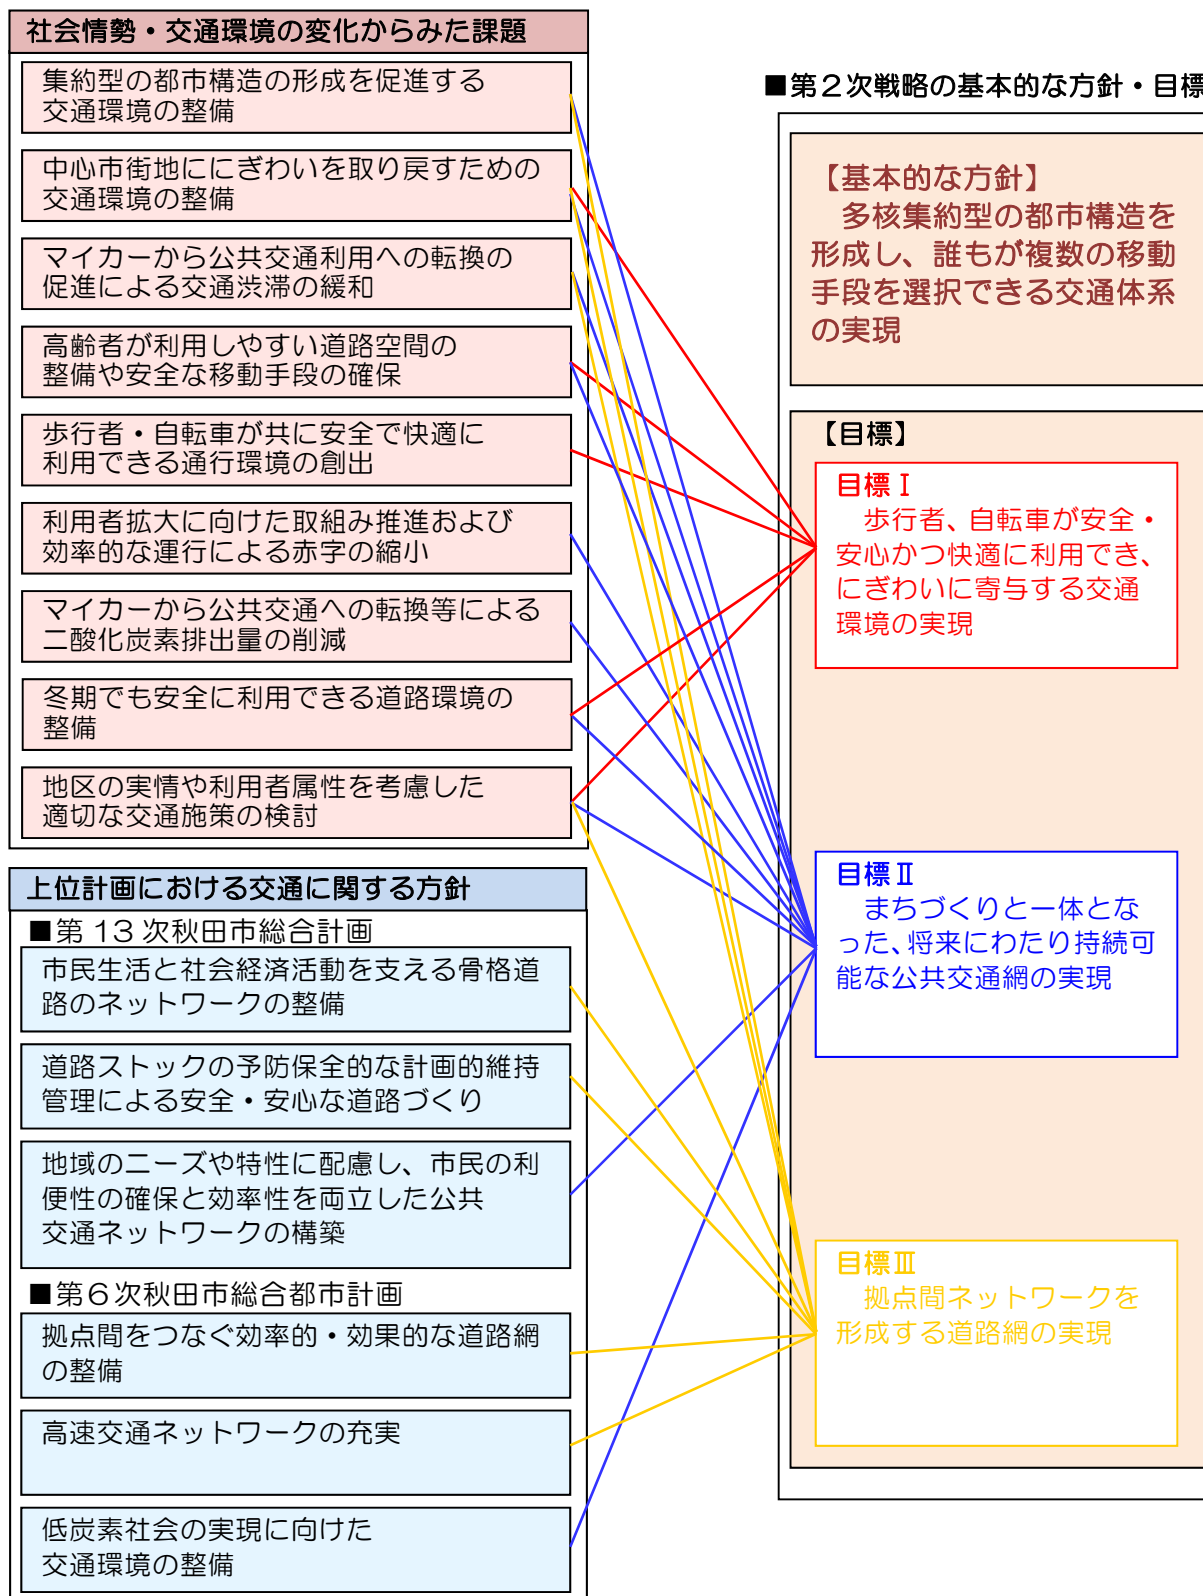 社会情勢・交通環境の変化からみた課題
集約型の都市構造の形成を促進する
交通環境の整備
中心市街地ににぎわいを取り戻すための
交通環境の整備
マイカーから公共交通利用への転換の
促進による交通渋滞の緩和
高齢者が利用しやすい道路空間の
整備や安全な移動手段の確保
歩行者・自転車が共に安全で快適に
利用できる通行環境の創出
利用者拡大に向けた取組み推進および
効率的な運行による赤字の縮小
マイカーから公共交通への転換等による
二酸化炭素排出量の削減
冬期でも安全に利用できる道路環境の
整備
地区の実情や利用者属性を考慮した
適切な交通施策の検討
上位計画における交通に関する方針
■第13次秋田市総合計画
市民生活と社会経済活動を支える骨格道
路のネットワークの整備
道路ストックの予防保全的な計画的維持
管理による安全・安心な道路づくり
地域のニーズや特性に配慮し、市民の利
便性の確保と効率性を両立した公共
交通ネットワークの構築
■第6次秋田市総合都市計画
拠点間をつなぐ効率的・効果的な道路網
の整備
高速交通ネットワークの充実
低炭素社会の実現に向けた
交通環境の整備
■第2次戦略の基本的な方針・目標
【基本的な方針】
多核集約型の都市構造を
形成し、誰もが複数の移動
手段を選択できる交通体系
の実現
【目標】
目標Ⅰ
歩行者、自転車が安全・
安心かつ快適に利用でき、
にぎわいに寄与する交通
環境の実現
目標Ⅱ
まちづくりと一体とな
った、将来にわたり持続可
能な公共交通網の実現
目標Ⅲ
拠点間ネットワークを
形成する道路網の実現